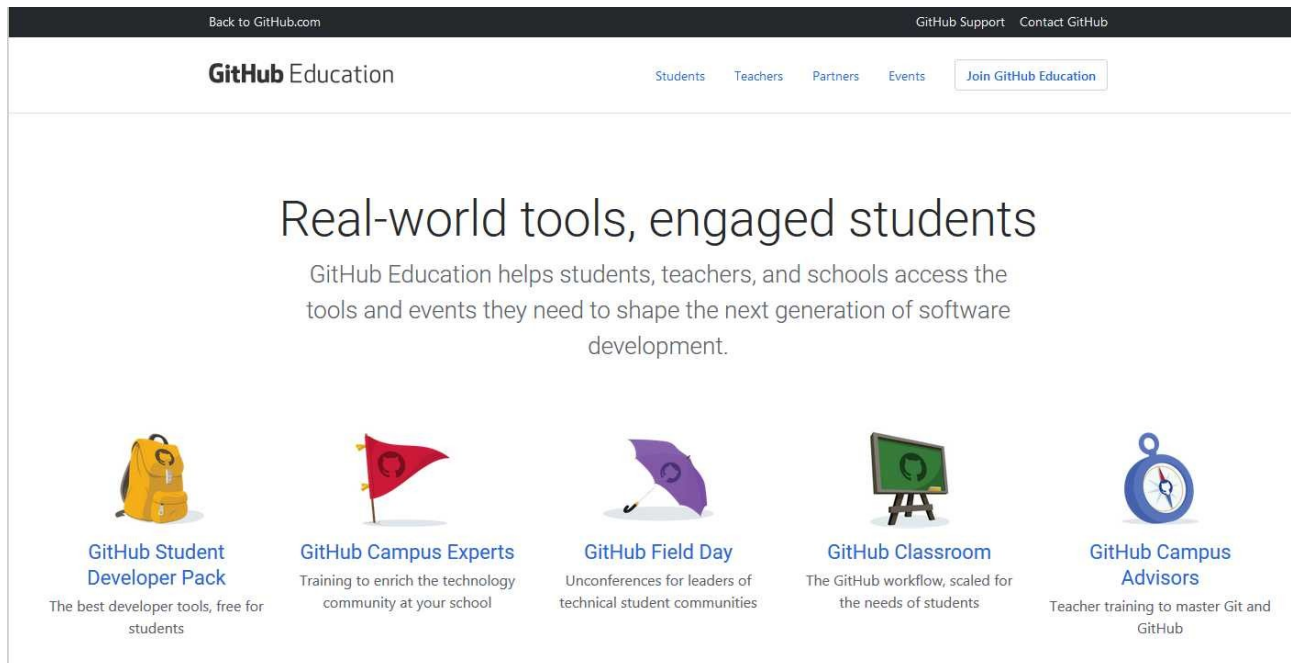 Back to GitHub.com
GitHub Support Contact GitHub
GitHub Education
Students Teachers Partners Events Join GitHub Education
Real-world tools, engaged students
GitHub Education helps students, teachers, and schools access the
tools and events they need to shape the next generation of software
development.
GitHub Student
Developer Pack
The best developer tools, free for
students
GitHub Campus Experts
Training to enrich the technology
community at your school
GitHub Field Day
Unconferences for leaders of
technical student communities
GitHub Classroom
The GitHub workflow, scaled for
the needs of students
GitHub Campus
Advisors
Teacher training to master Git and
GitHub